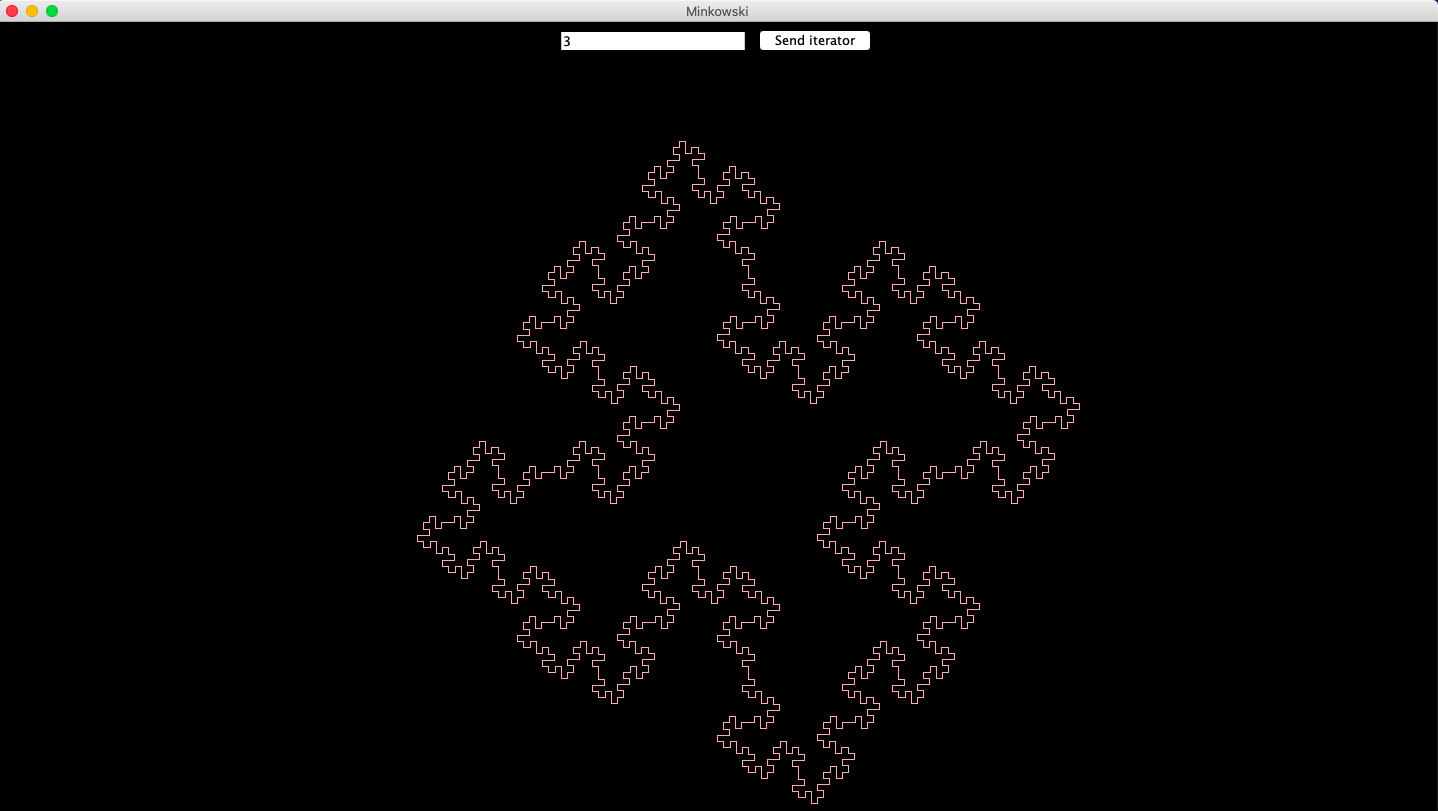 Minkowski
3
Send iterator